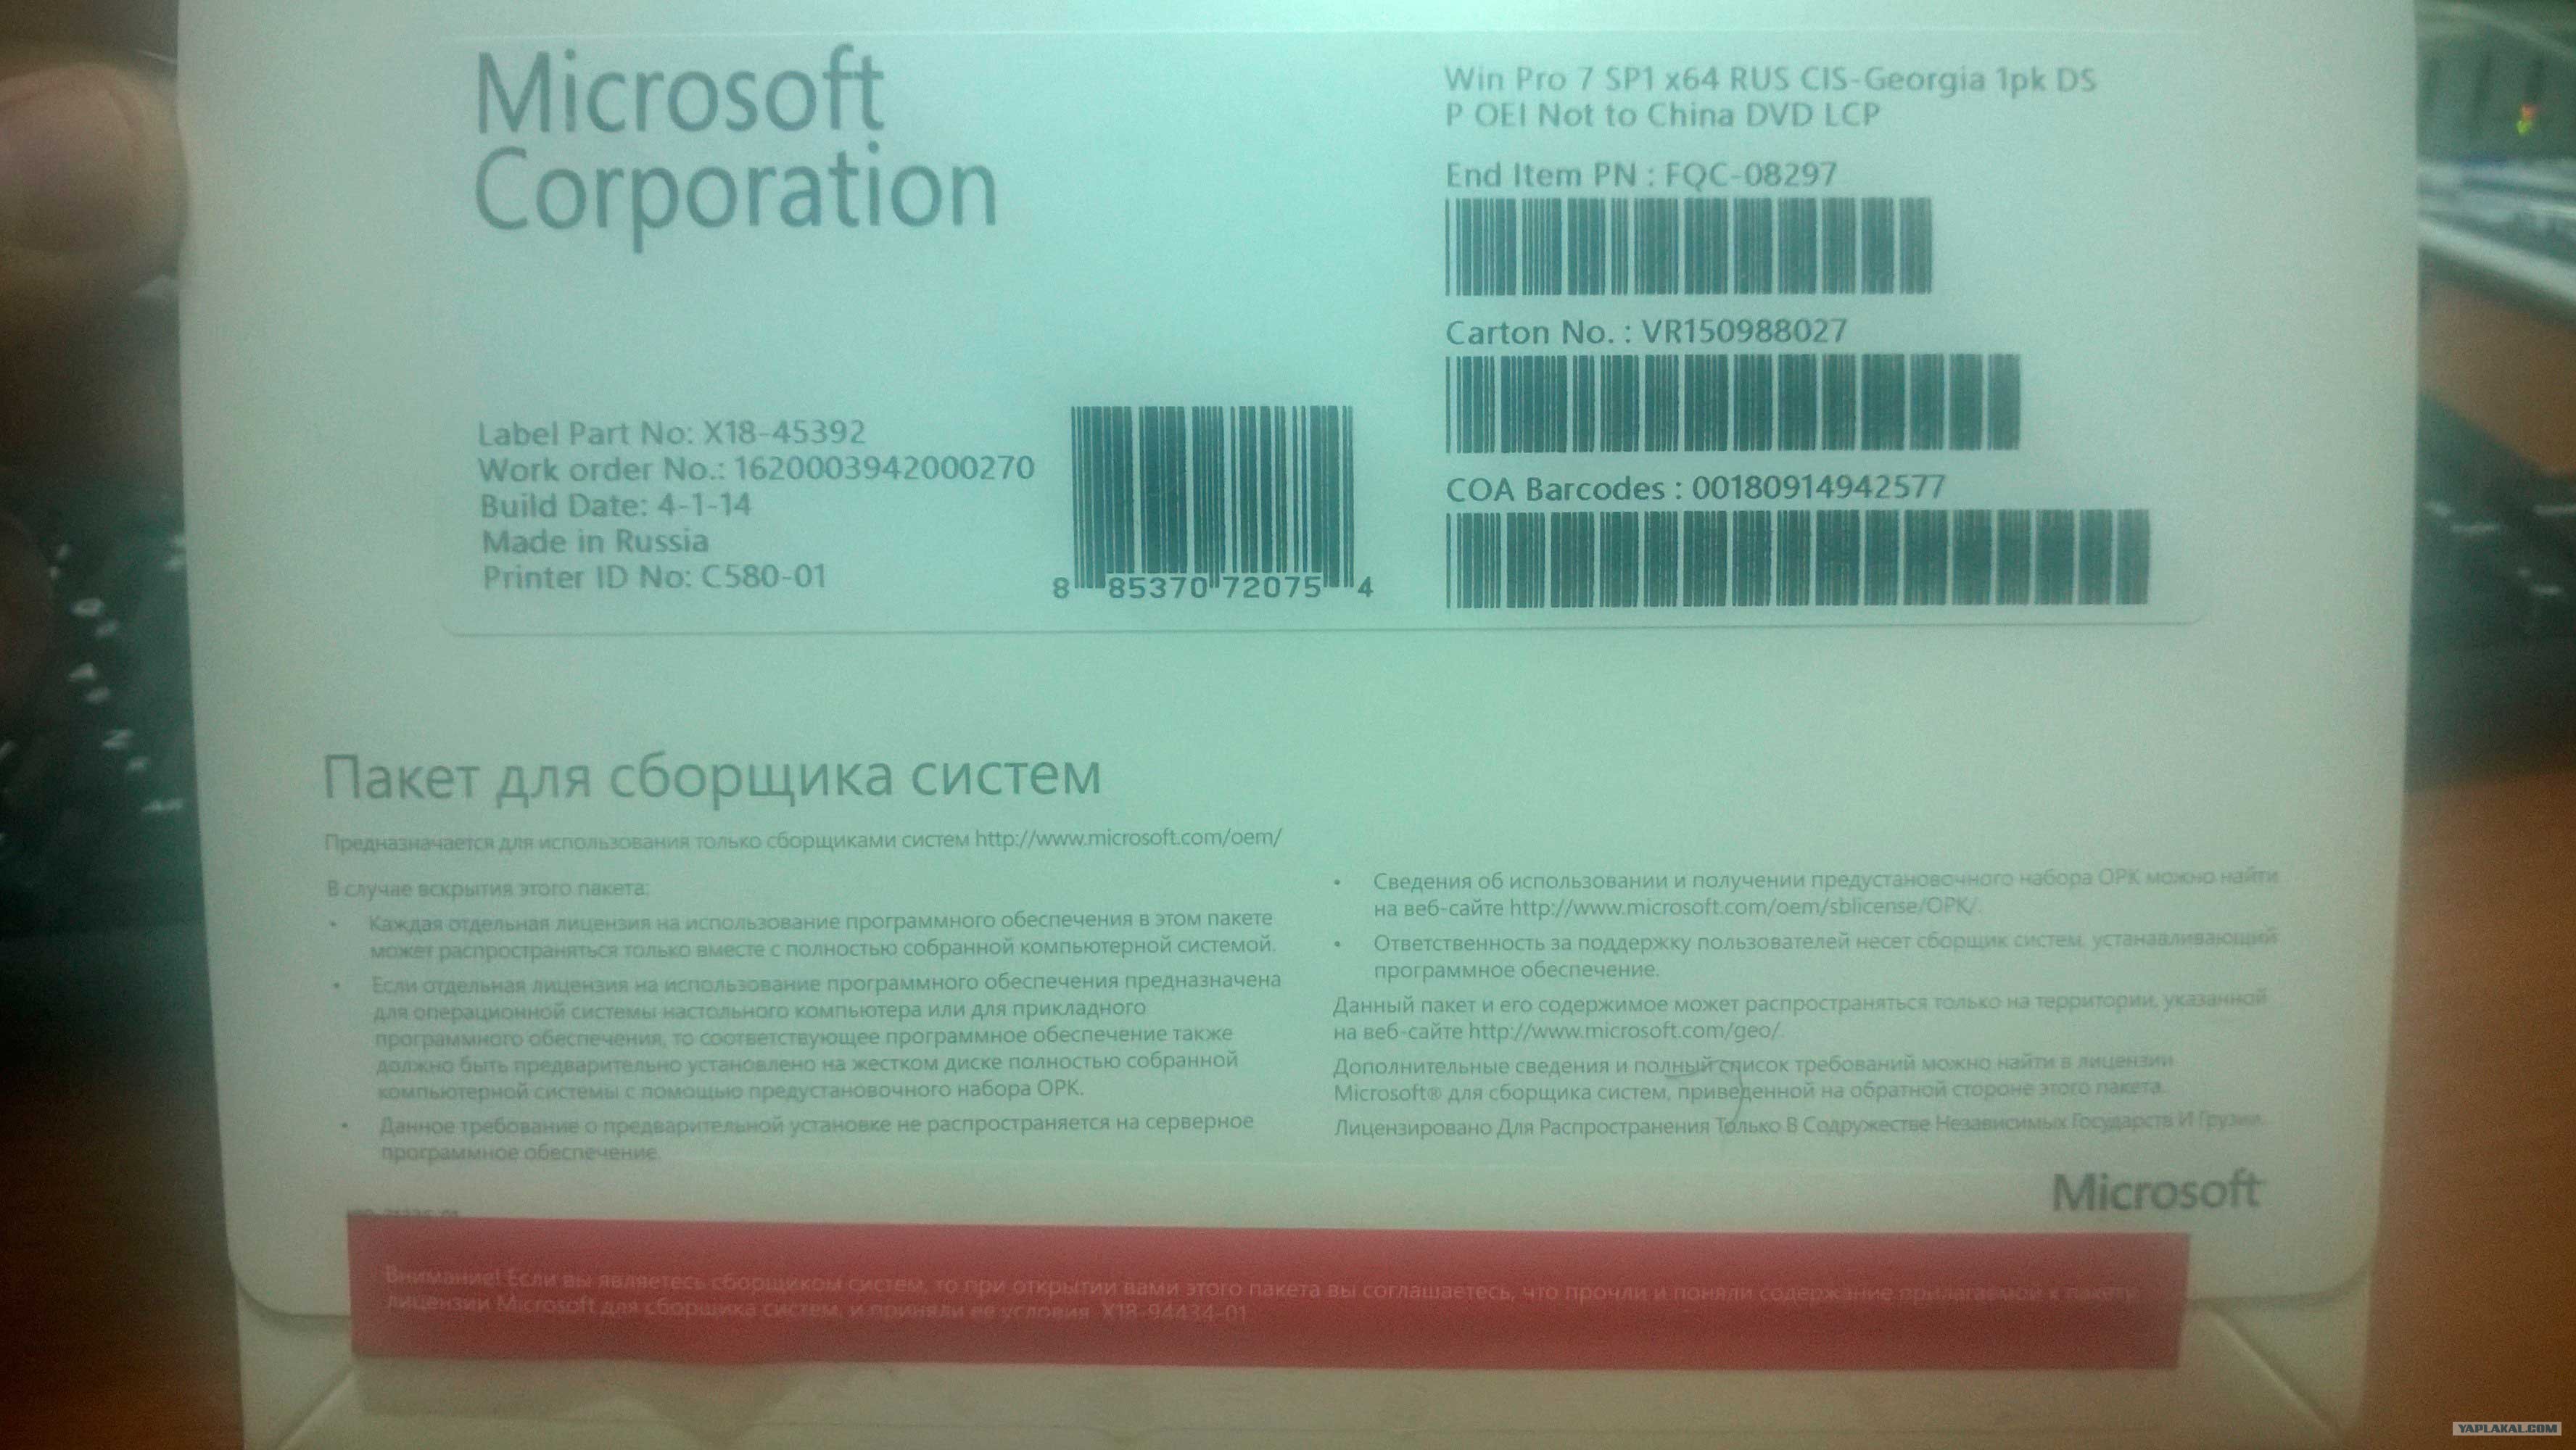 Microsoft
Corporation
Win Pro 7 SP1 x64 RUS CIS-Georgia 1pk DS
P OEI Not to China DVD LCP
End Item PN : FQC-08297
Carton No. : VR150988027
COA Barcodes : 00180914942577
Label Part No: X18-45392
Work order No.: 1620003942000270
Build Date: 4-1-14
Made in Russia
Printer ID No: C580-01
8 85370 72075 4
Пакет для сборщика систем
Предназначается для использования только сборщиками систем http://www.microsoft.com/oem/
В случае вскрытия этого пакета:
• Каждая отдельная лицензия на использование программного обеспечения в этом пакете
может распространяться только вместе с полностью собранной компьютерной системой.
• Если отдельная лицензия на использование программного обеспечения предназначена
для операционной системы настольного компьютера или для прикладного
программного обеспечения, то соответствующее программное обеспечение также
должно быть предварительно установлено на жестком диске полностью собранной
компьютерной системы с помощью предустановочного набора OPK.
• Данное требование о предварительной установке не распространяется на серверное
программное обеспечение.
• Сведения об использовании и получении предустановочного набора OPK можно найти
на веб-сайте http://www.microsoft.com/oem/sblicense/OPK/.
• Ответственность за поддержку пользователей несет сборщик систем, устанавливающий
программное обеспечение.
Данный пакет и его содержимое может распространяться только на территории, указанной
на веб-сайте http://www.microsoft.com/geo/.
Дополнительные сведения и полный список требований можно найти в лицензии
Microsoft® для сборщика систем, приведенной на обратной стороне этого пакета.
Лицензировано Для Распространения Только В Содружестве Независимых Государств И Грузии.
Microsoft
Внимание! Если вы являетесь сборщиком систем, то при открытии вами этого пакета вы соглашаетесь, что прочли и поняли содержание прилагаемой к пакету
лицензии Microsoft для сборщика систем, и приняли ее условия. X18-94434-01
YAPLAKAL.COM